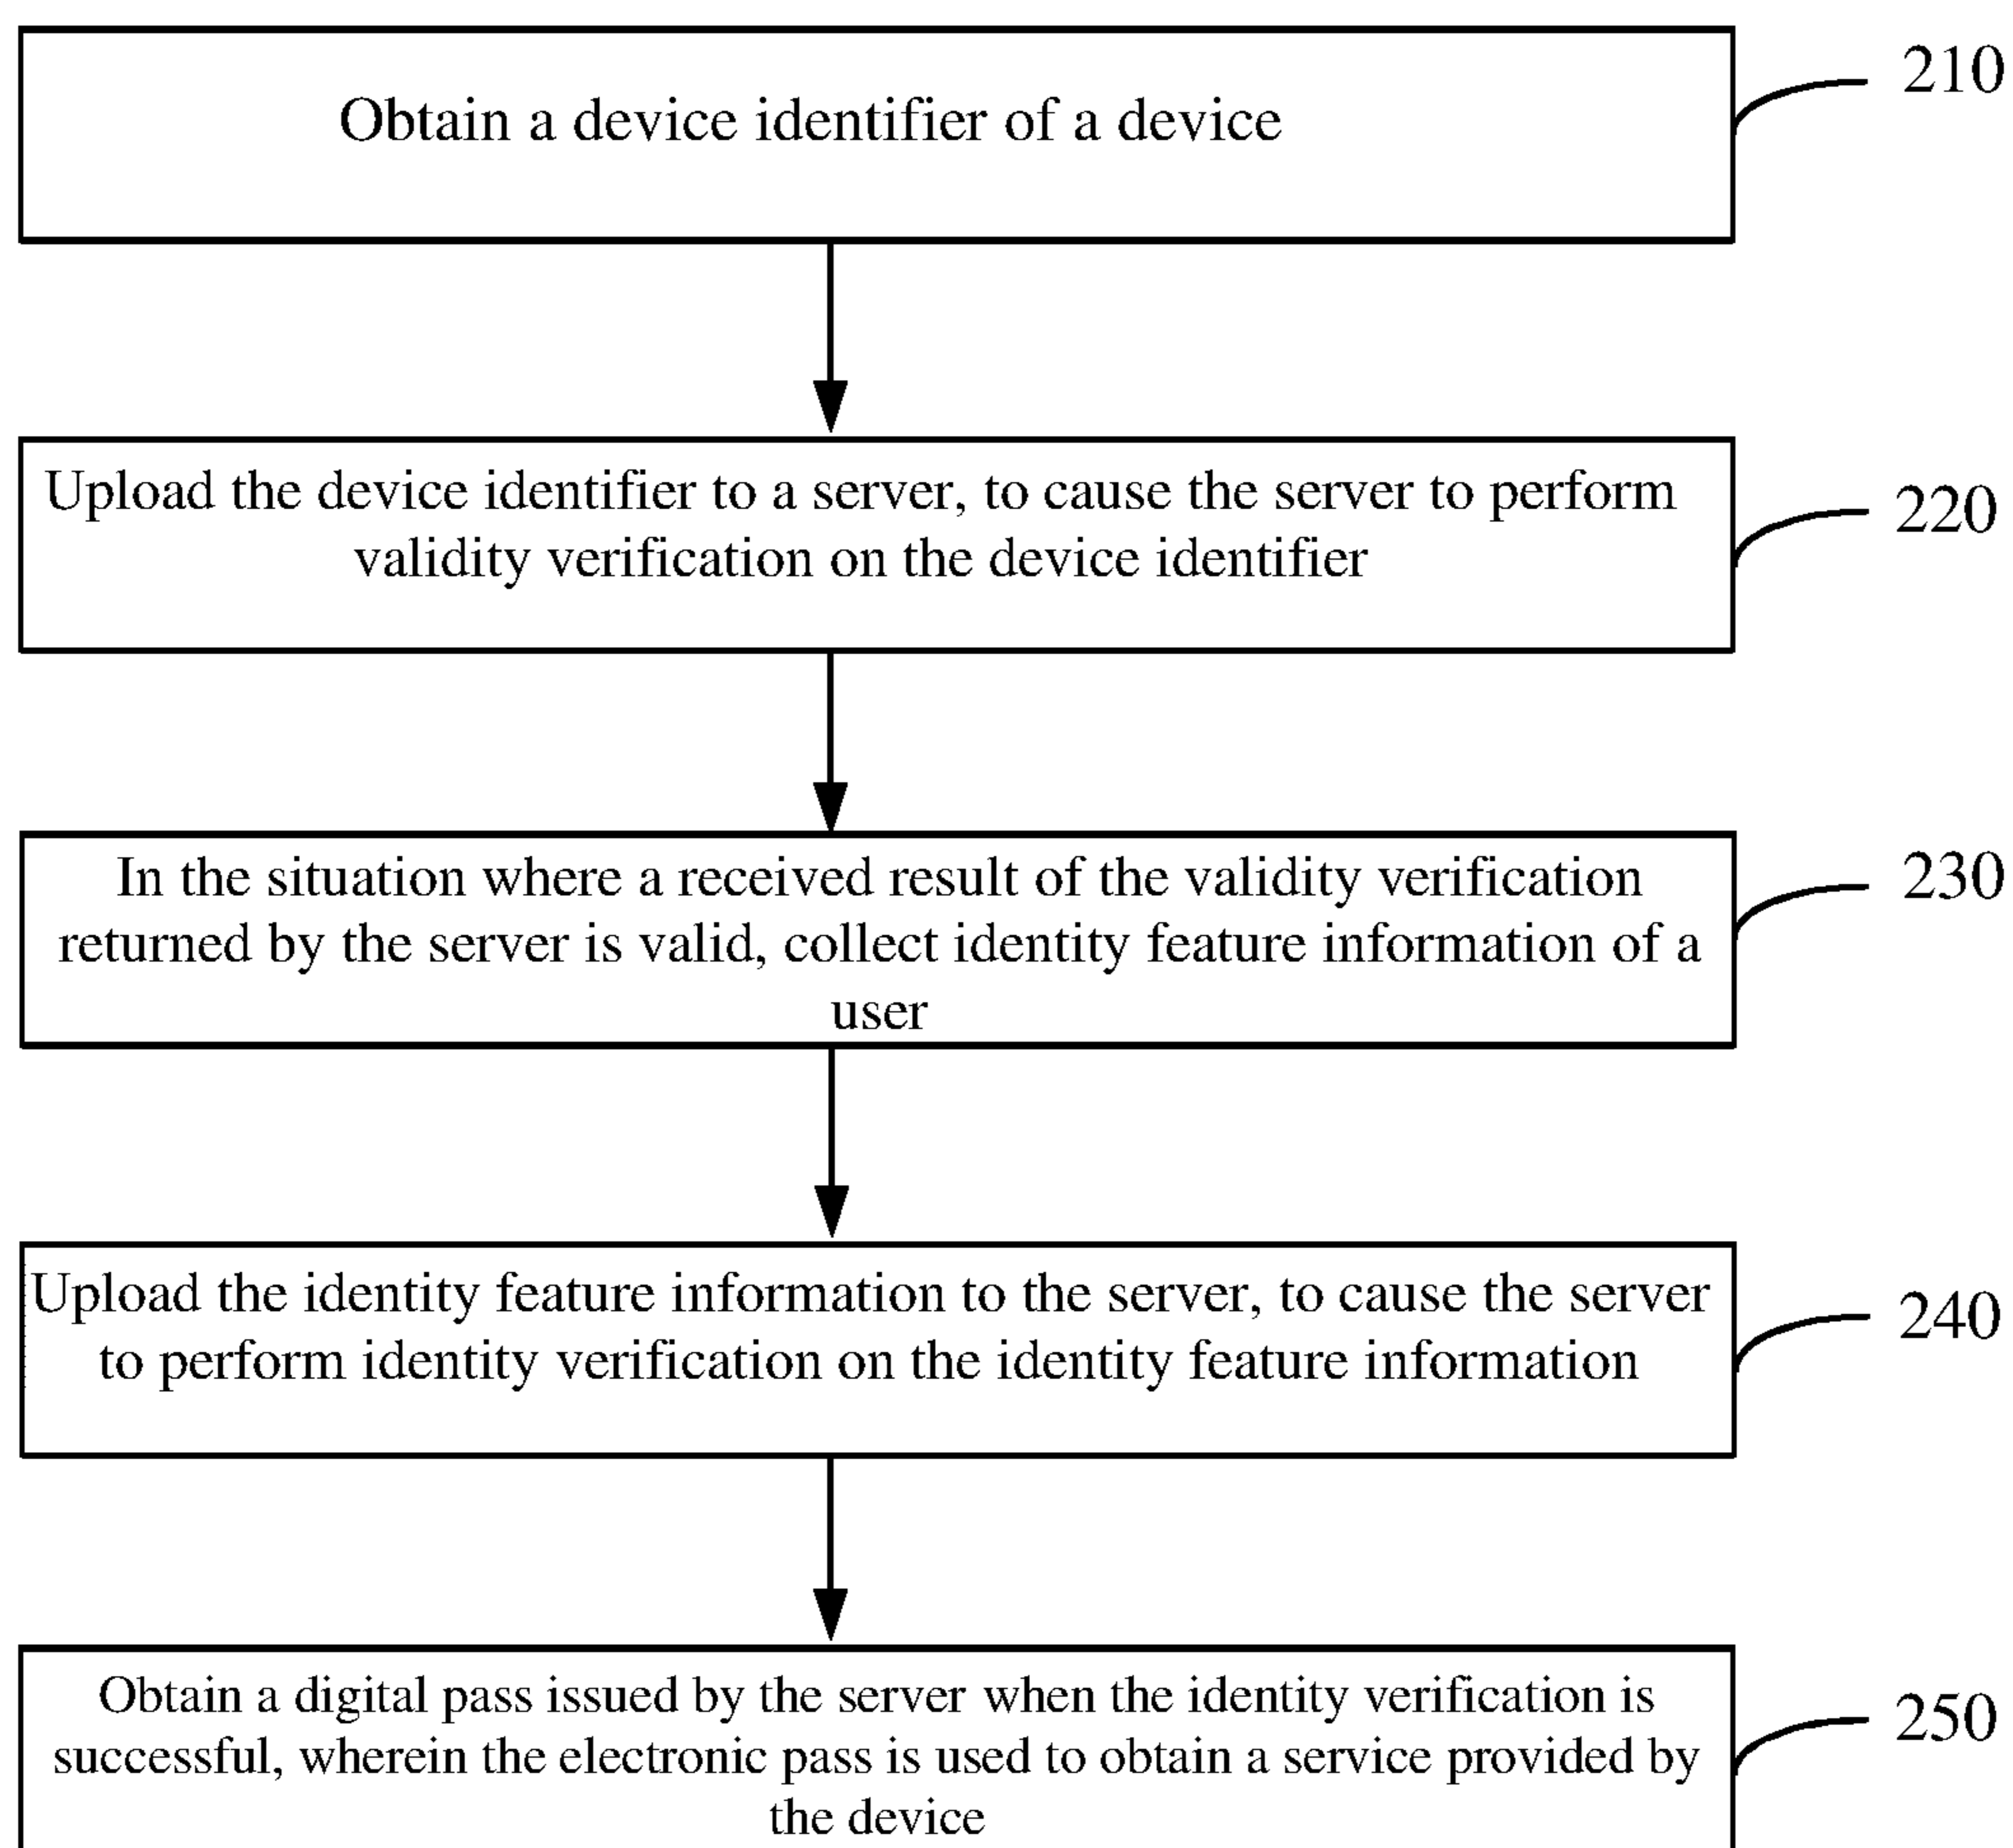 Obtain a device identifier of a device
210
Upload the device identifier to a server, to cause the server to perform
validity verification on the device identifier
220
In the situation where a received result of the validity verification
returned by the server is valid, collect identity feature information of a
user
230
Upload the identity feature information to the server, to cause the server
to perform identity verification on the identity feature information
240
Obtain a digital pass issued by the server when the identity verification is
successful, wherein the electronic pass is used to obtain a service provided by
the device
250